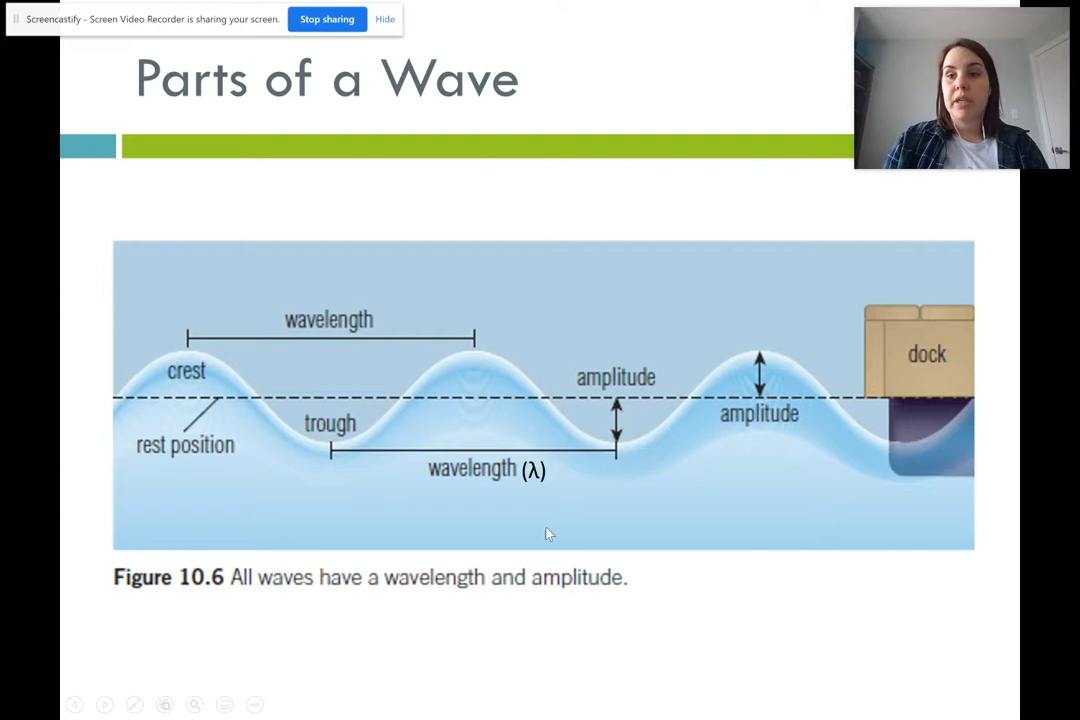 Screencastify - Screen Video Recorder is sharing your screen. Stop sharing Hide
Parts of a Wave
wavelength
crest
amplitude
dock
trough
amplitude
rest position
wavelength (λ)
Figure 10.6 All waves have a wavelength and amplitude.